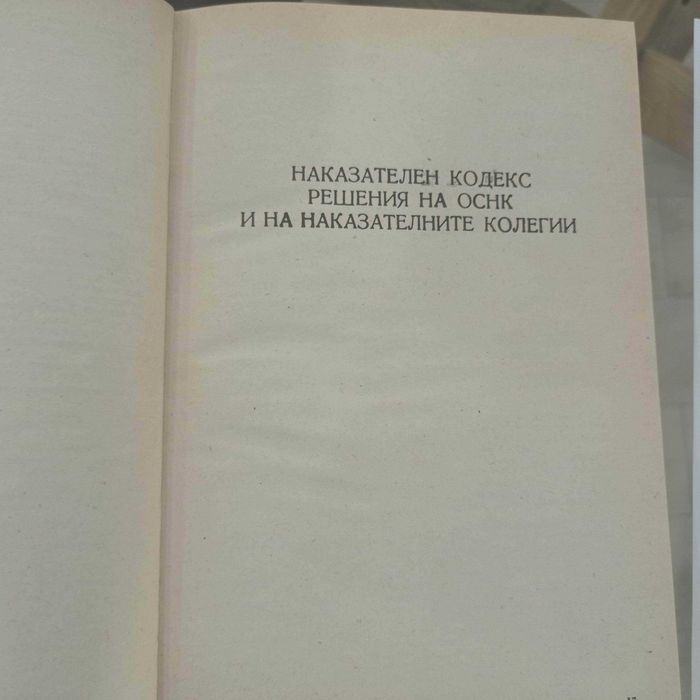 НАКАЗАТЕЛЕН КОДЕКС
РЕШЕНИЯ НА ОСНК
И НА НАКАЗАТЕЛНИТЕ КОЛЕГИИ